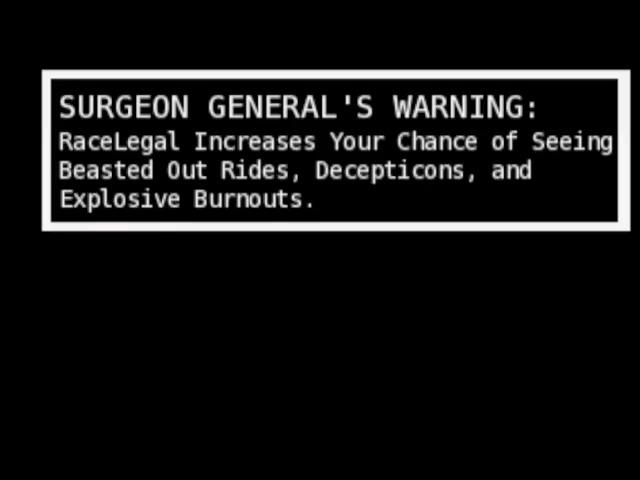 SURGEON GENERAL'S WARNING:
RaceLegal Increases Your Chance of Seeing
Beasted Out Rides, Decepticons, and
Explosive Burnouts.